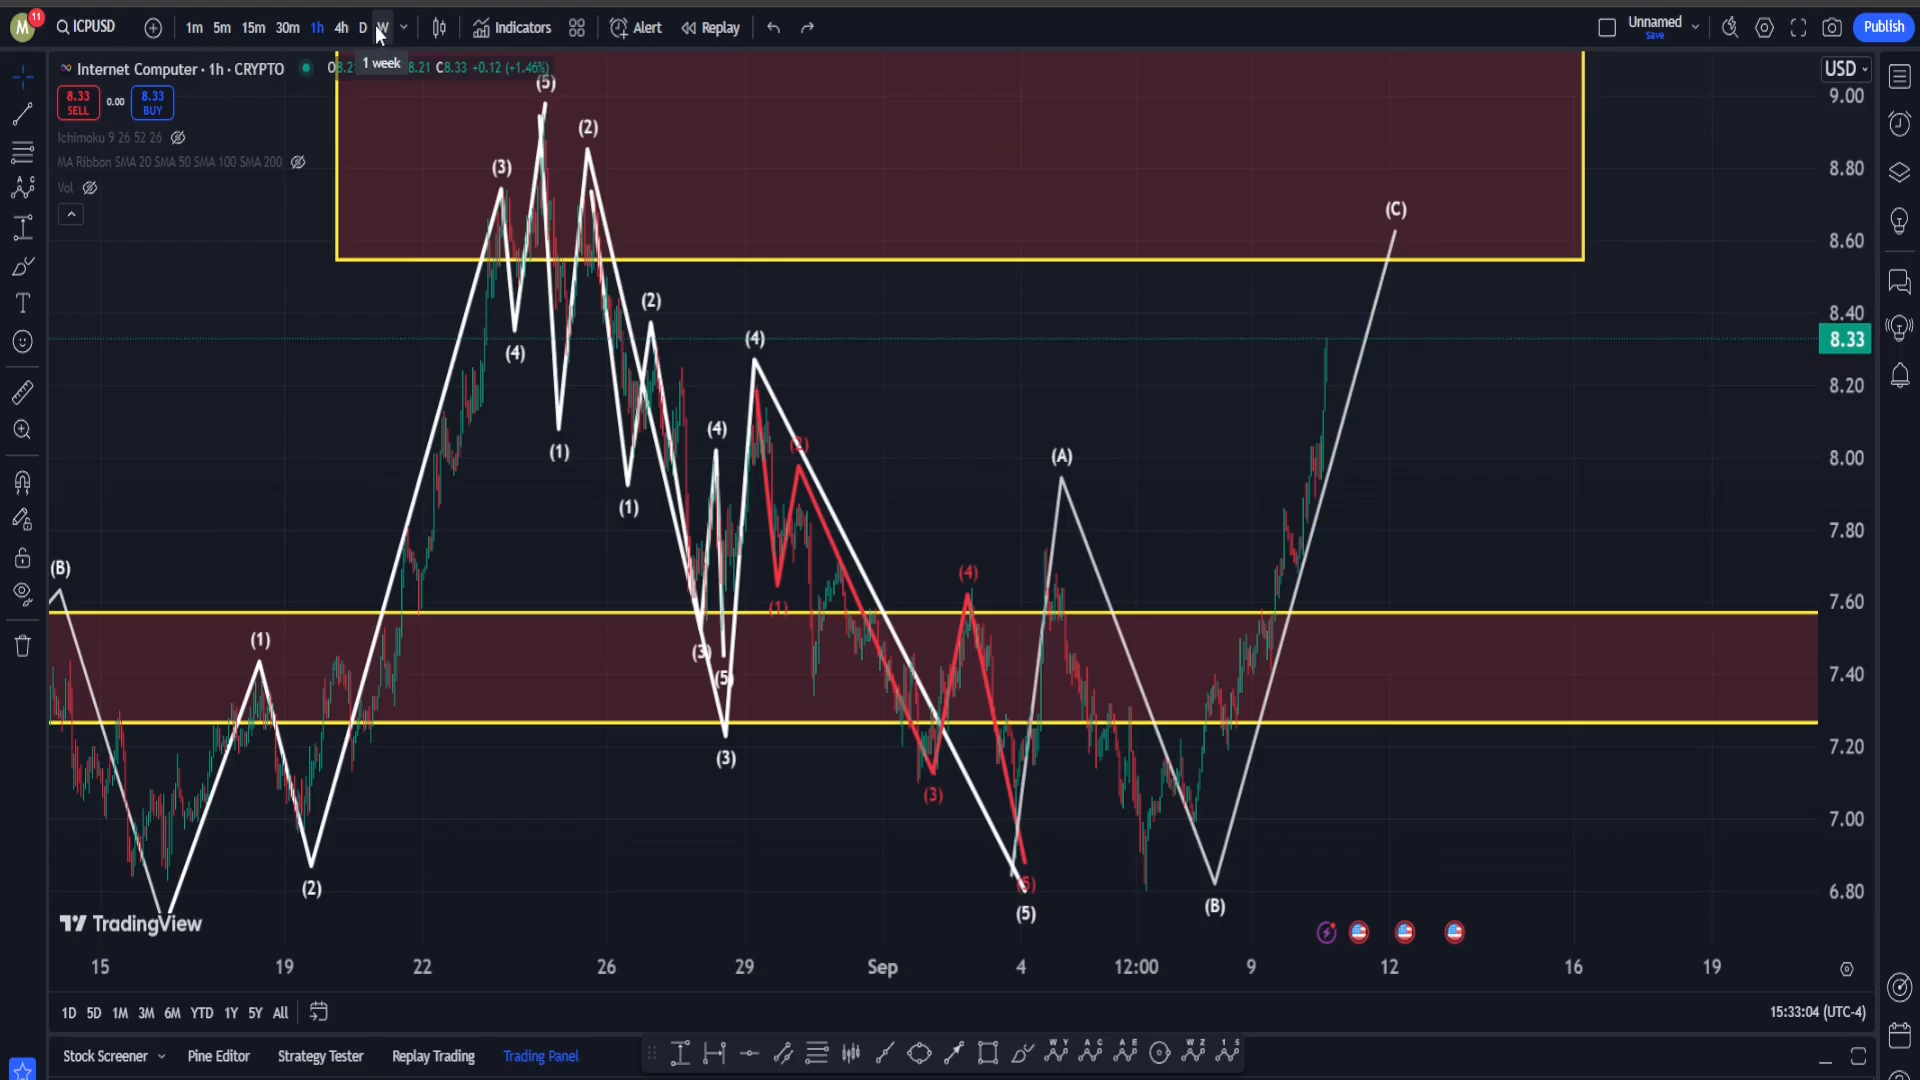 M 11 ICPUSD 1m 5m 15m 30m 1h 4h D W Indicators Alert Replay Unnamed Save Publish
1 week
Internet Computer · 1h · CRYPTO 8.21 C8.33 +0.12 (+1.46%) USD
8.33 SELL 0.00 8.33 BUY
Ichimoku 9 26 52 26
MA Ribbon SMA 20 SMA 50 SMA 100 SMA 200
Vol
(5)
(2)
(3)
(4)
(1)
(2)
(1)
(4)
(3)
(5)
(3)
(4)
(2)
(1)
(4)
(3)
(5)
(5)
(A)
(B)
(C)
(B)
(1)
(2)
9.00
8.80
8.60
8.40
8.33
8.20
8.00
7.80
7.60
7.40
7.20
7.00
6.80
TradingView
15 19 22 26 29 Sep 4 12:00 9 12 16 19
1D 5D 1M 3M 6M YTD 1Y 5Y All 15:33:04 (UTC-4)
Stock Screener Pine Editor Strategy Tester Replay Trading Trading Panel